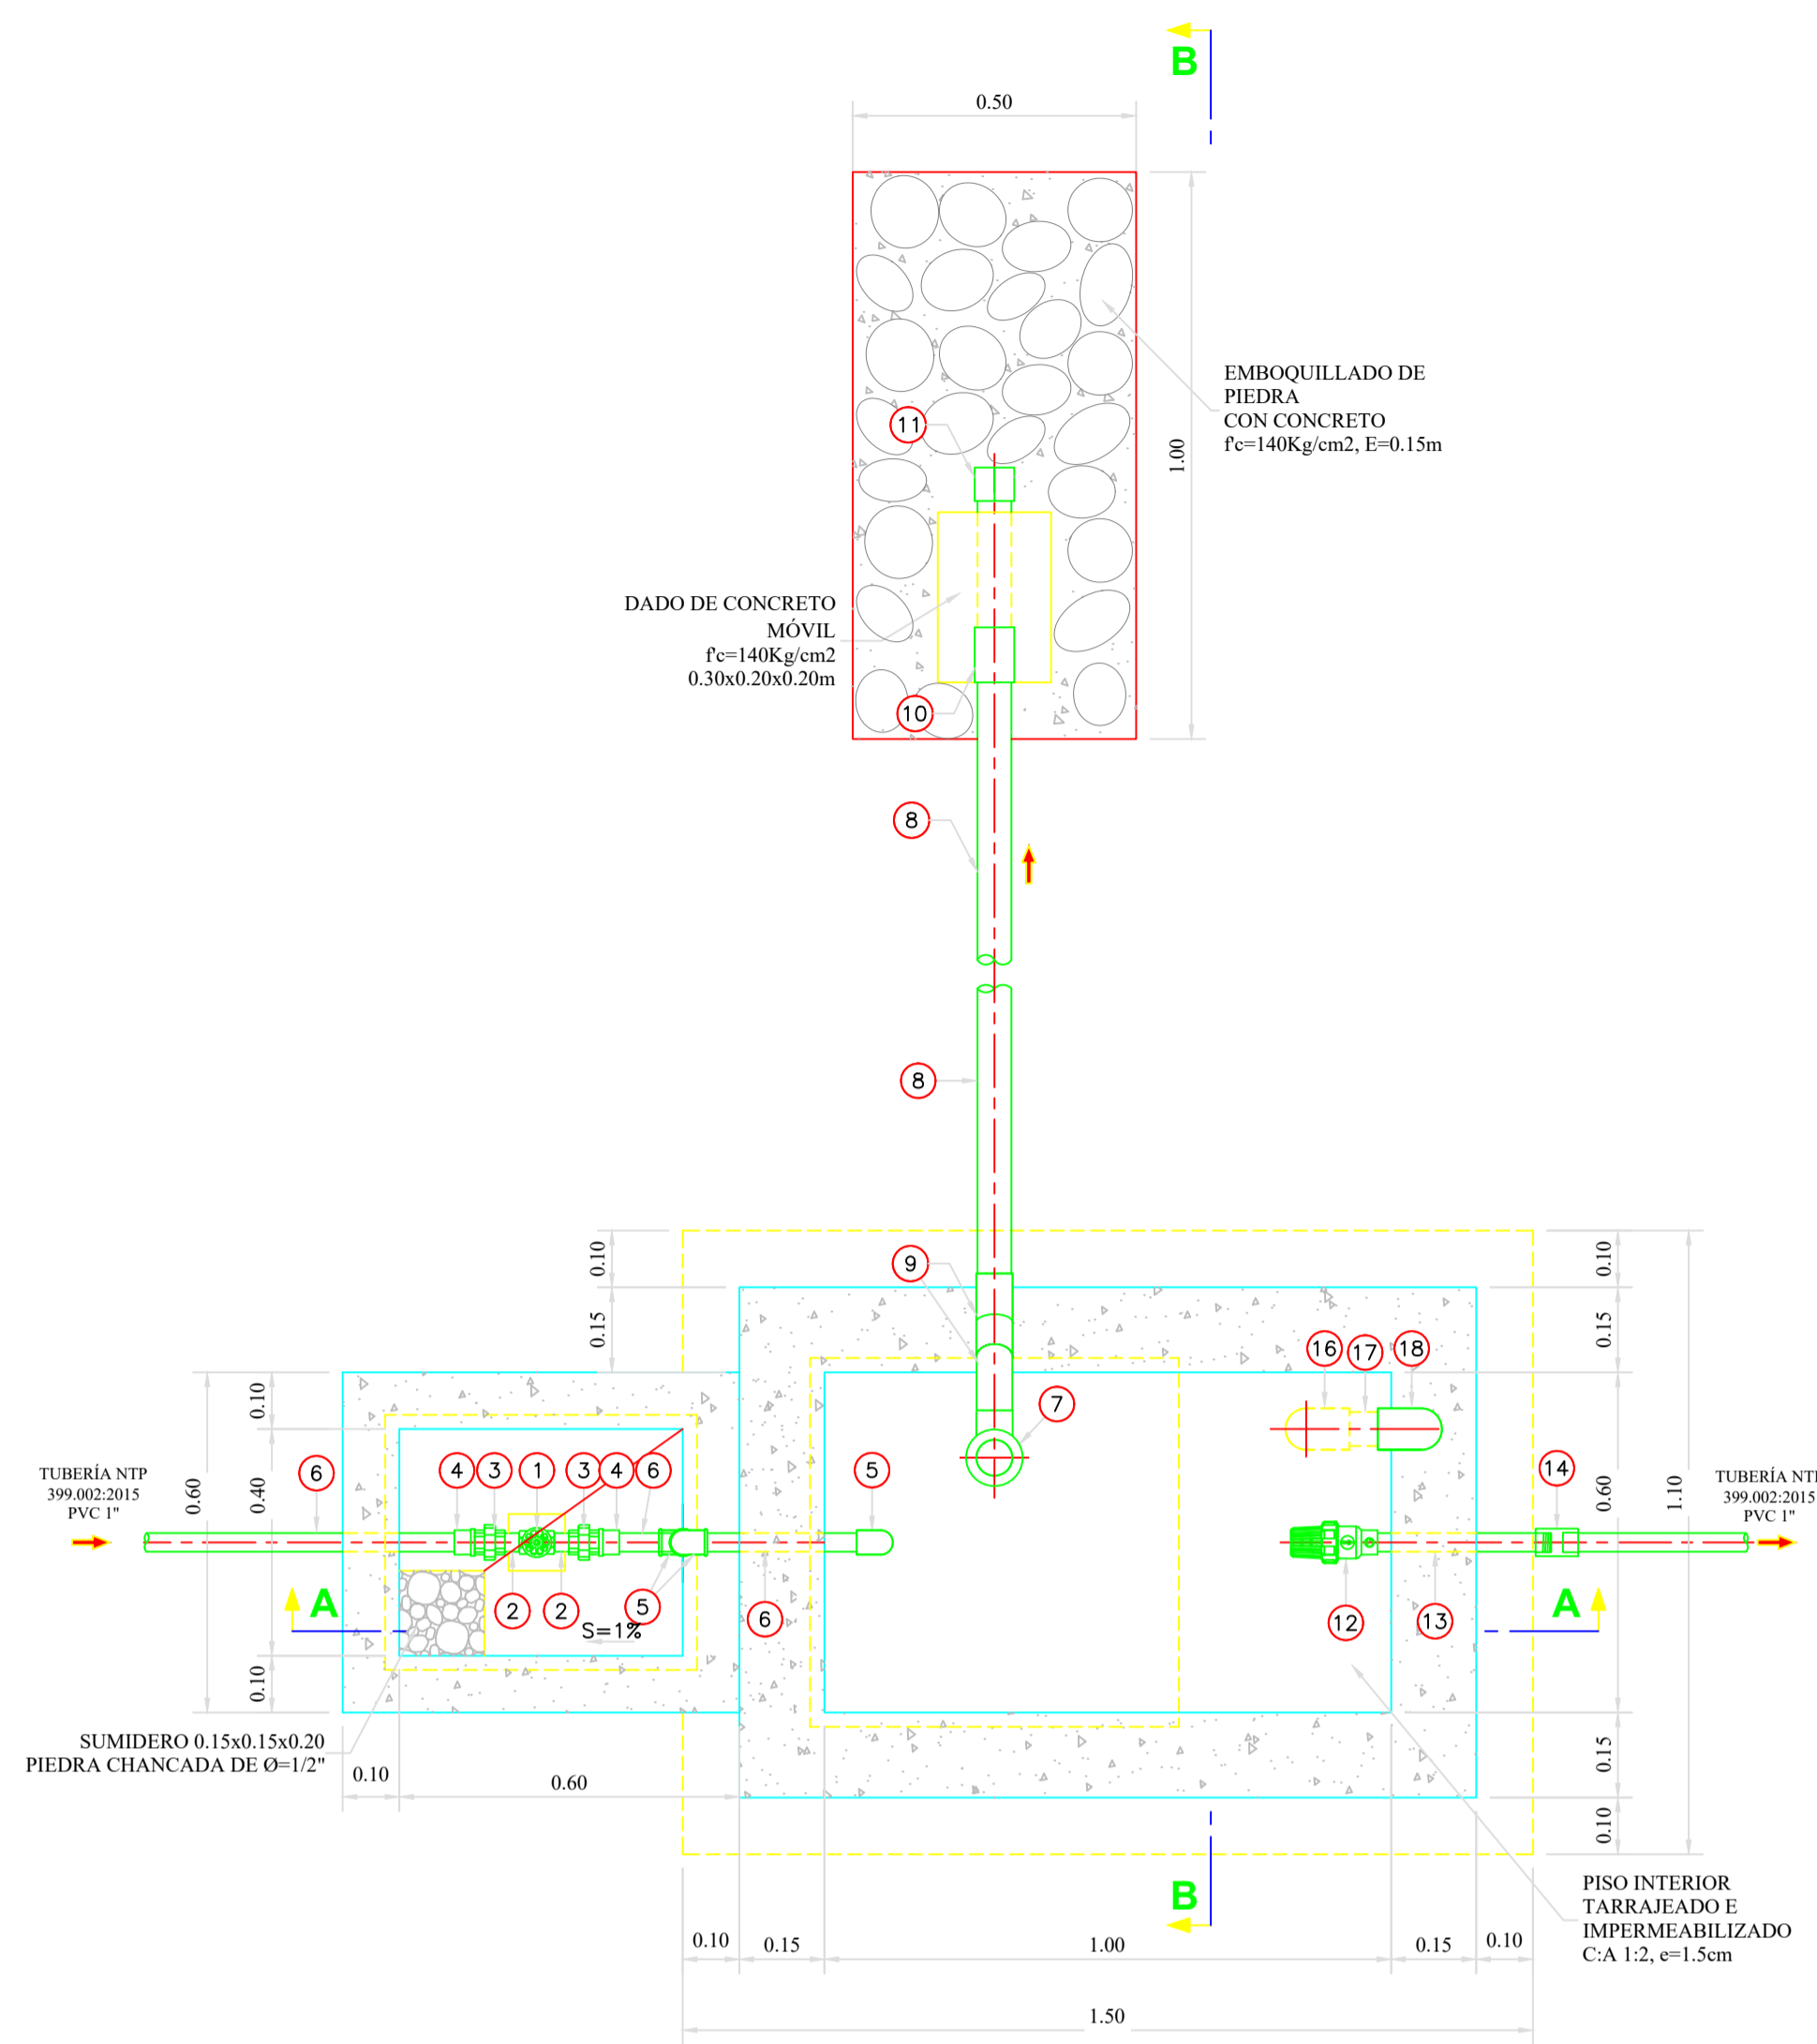 B
0.50
EMBOQUILLADO DE
PIEDRA
CON CONCRETO
f'c=140Kg/cm2, E=0.15m
1.00
11
DADO DE CONCRETO
MÓVIL
f'c=140Kg/cm2
0.30x0.20x0.20m
10
8
8
9
0.10
0.15
0.10
0.15
16
17
18
7
TUBERÍA NTP
399.002:2015
PVC 1"
6
0.60
0.10
0.40
0.10
4
3
1
3
4
6
5
14
0.60
1.10
TUBERÍA NTP
399.002:2015
PVC 1"
A
2
2
5
S=1%
6
12
13
A
SUMIDERO 0.15x0.15x0.20
PIEDRA CHANCADA DE Ø=1/2"
0.10
0.60
0.15
0.10
B
PISO INTERIOR
TARRAJEADO E
IMPERMEABILIZADO
C:A 1:2, e=1.5cm
0.10
0.15
1.00
0.15
0.10
1.50